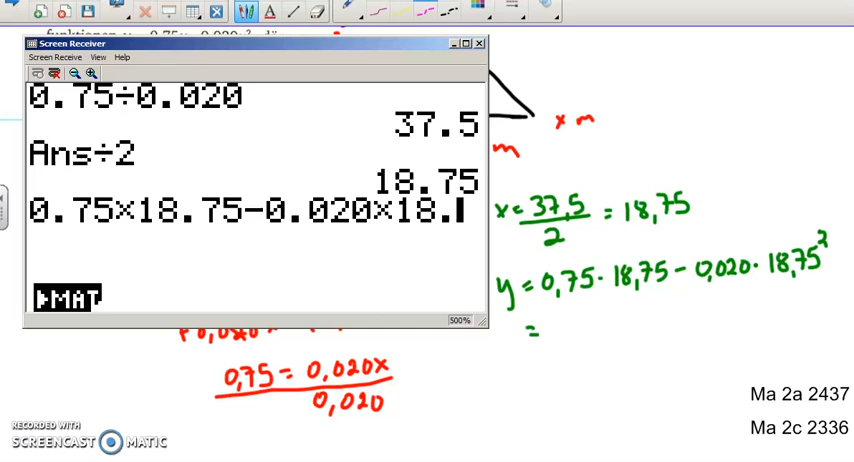 Screen Receiver
Screen Receive View Help
0.75÷0.020
37.5
Ans÷2
18.75
0.75×18.75-0.020×18.
▶MAT
500%
x m
m
x = 37,5 / 2 = 18,75
y = 0,75 · 18,75 - 0,020 · 18,75²
=
0,75 = 0,020x
0,020
Ma 2a 2437
Ma 2c 2336
RECORDED WITH
SCREENCAST MATIC